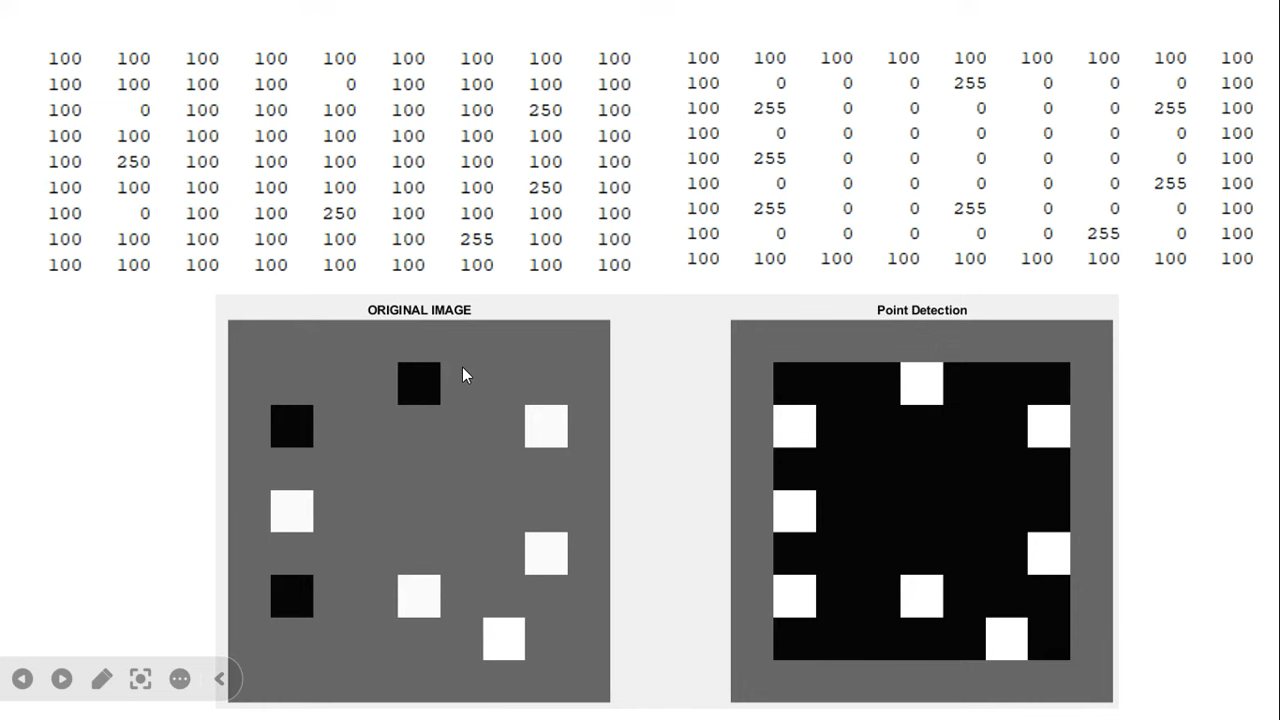 100 100 100 100 100 100 100 100 100
100 100 100 100 0 100 100 100 100
100 0 100 100 100 100 100 250 100
100 100 100 100 100 100 100 100 100
100 250 100 100 100 100 100 100 100
100 100 100 100 100 100 100 250 100
100 0 100 100 250 100 100 100 100
100 100 100 100 100 100 255 100 100
100 100 100 100 100 100 100 100 100
100 100 100 100 100 100 100 100 100
100 0 0 0 255 0 0 0 100
100 255 0 0 0 0 0 255 100
100 0 0 0 0 0 0 0 100
100 255 0 0 0 0 0 0 100
100 0 0 0 0 0 0 255 100
100 255 0 0 255 0 0 0 100
100 0 0 0 0 0 255 0 100
100 100 100 100 100 100 100 100 100
ORIGINAL IMAGE
Point Detection